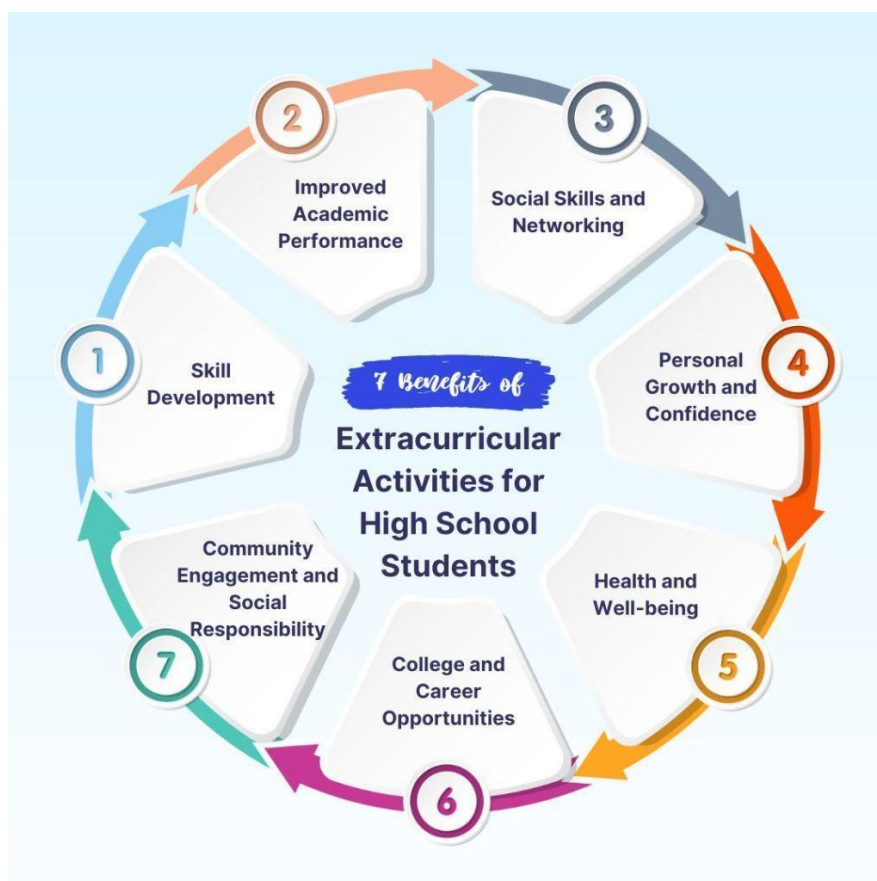 7 Benefits of
Extracurricular
Activities for
High School
Students
1
Skill
Development
2
Improved
Academic
Performance
3
Social Skills and
Networking
4
Personal
Growth and
Confidence
5
Health and
Well-being
6
College and
Career
Opportunities
7
Community
Engagement and
Social
Responsibility